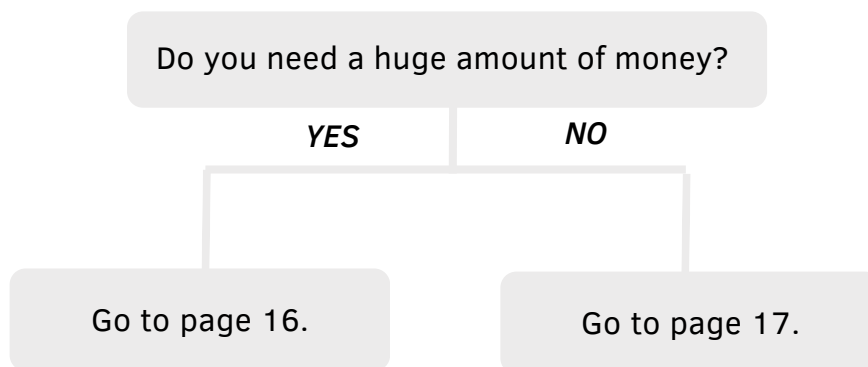 Do you need a huge amount of money?
YES
NO
Go to page 16.
Go to page 17.